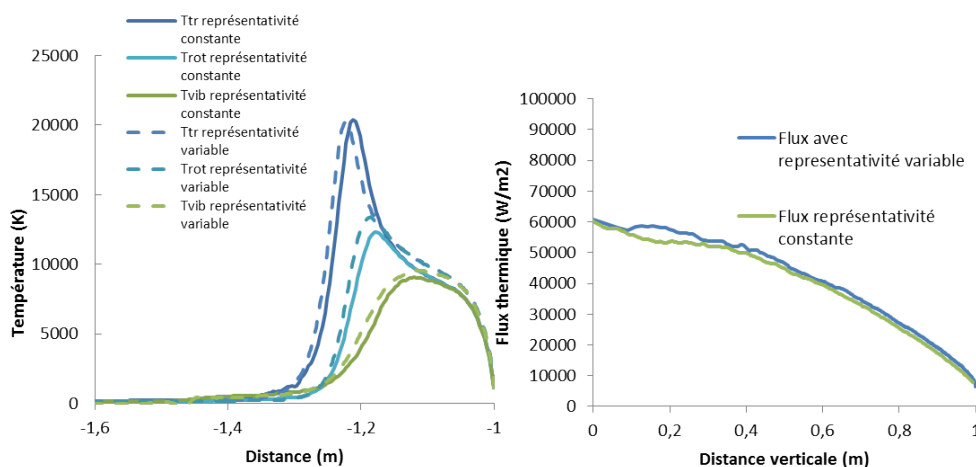 Ttr représentativité
constante
Trot représentativité
constante
Tvib représentativité
constante
Ttr représentativité
variable
Trot représentativité
variable
Tvib représentativité
variable
Température (K)
25000
20000
15000
10000
5000
0
-1,6
-1,4
-1,2
-1
Distance (m)
Flux thermique (W/m2)
100000
90000
80000
70000
60000
50000
40000
30000
20000
10000
0
Flux avec
representativité variable
Flux représentativité
constante
0
0,2
0,4
0,6
0,8
1
Distance verticale (m)